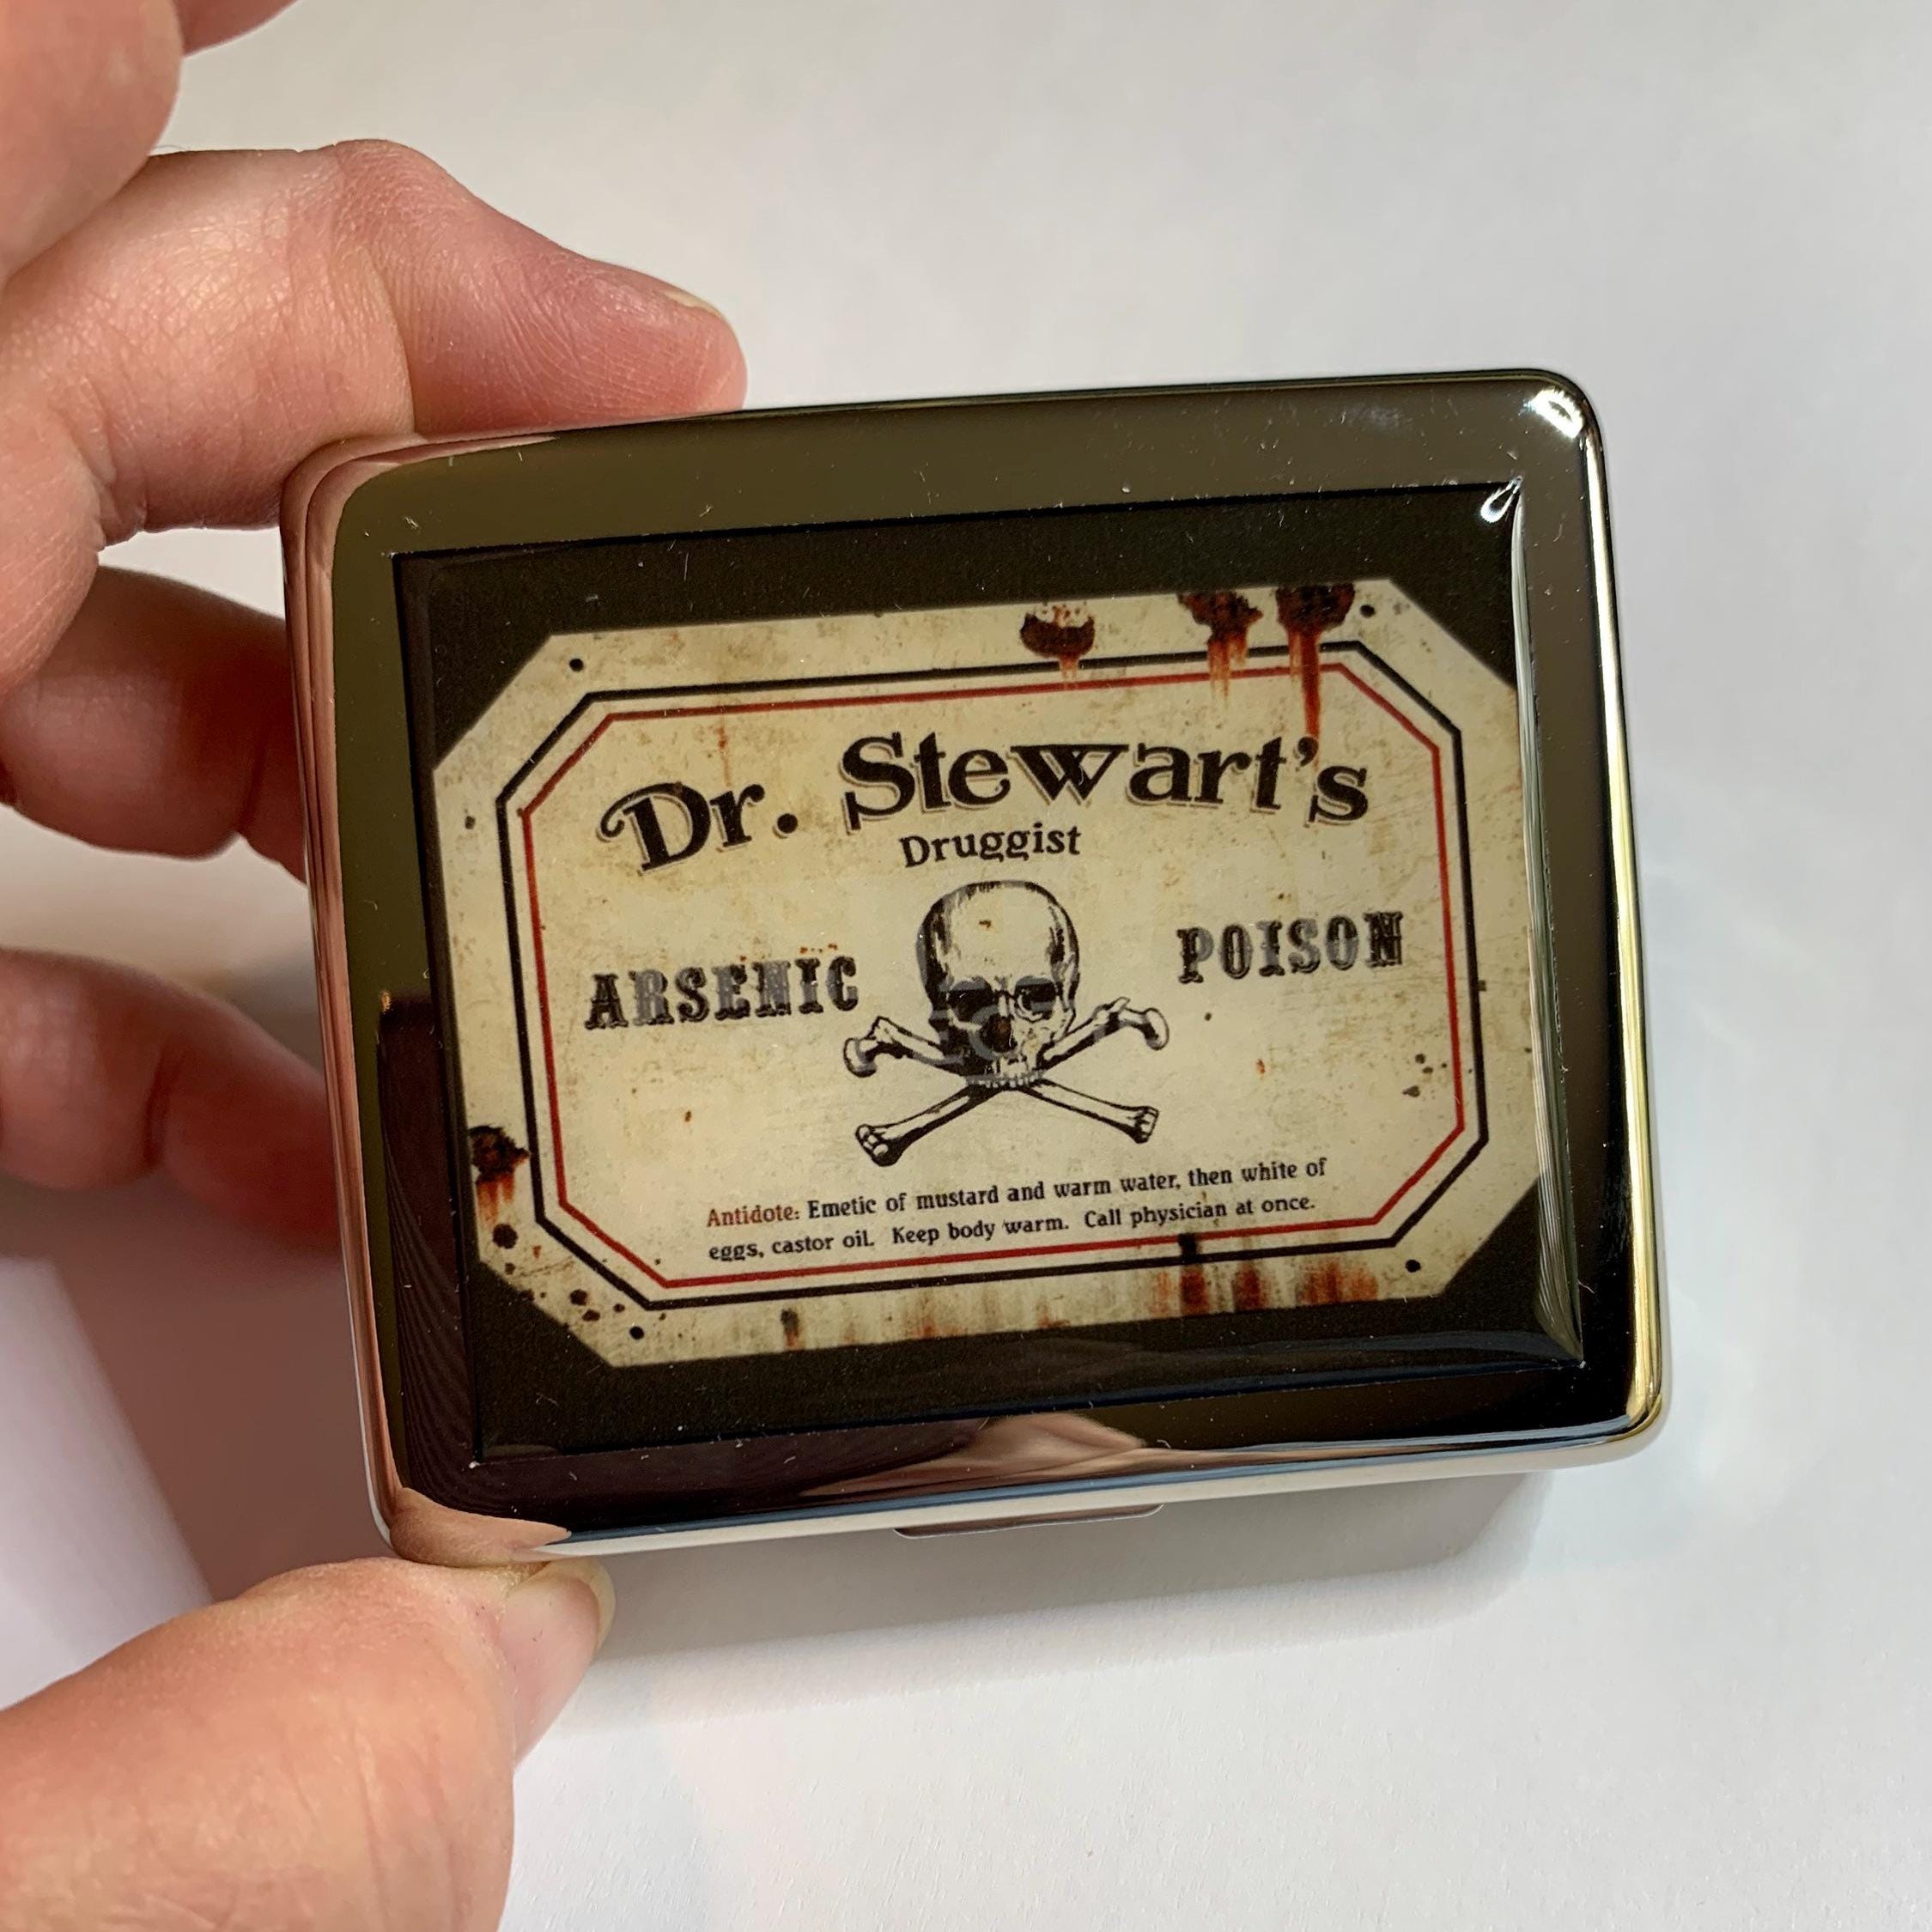 Dr. Stewart's
Druggist
ARSENIC POISON
Antidote: Emetic of mustard and warm water, then white of
eggs, castor oil. Keep body warm. Call physician at once.